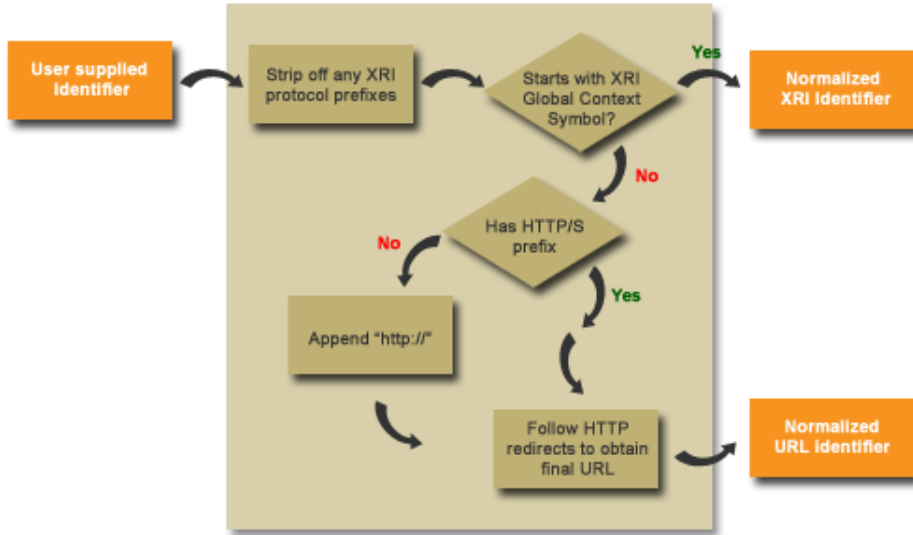 User supplied
Identifier
Strip off any XRI
protocol prefixes
Starts with XRI
Global Context
Symbol?
Yes
Normalized
XRI Identifier
No
Has HTTP/S
prefix
No
Yes
Append “http://”
Follow HTTP
redirects to obtain
final URL
Normalized
URL identifier